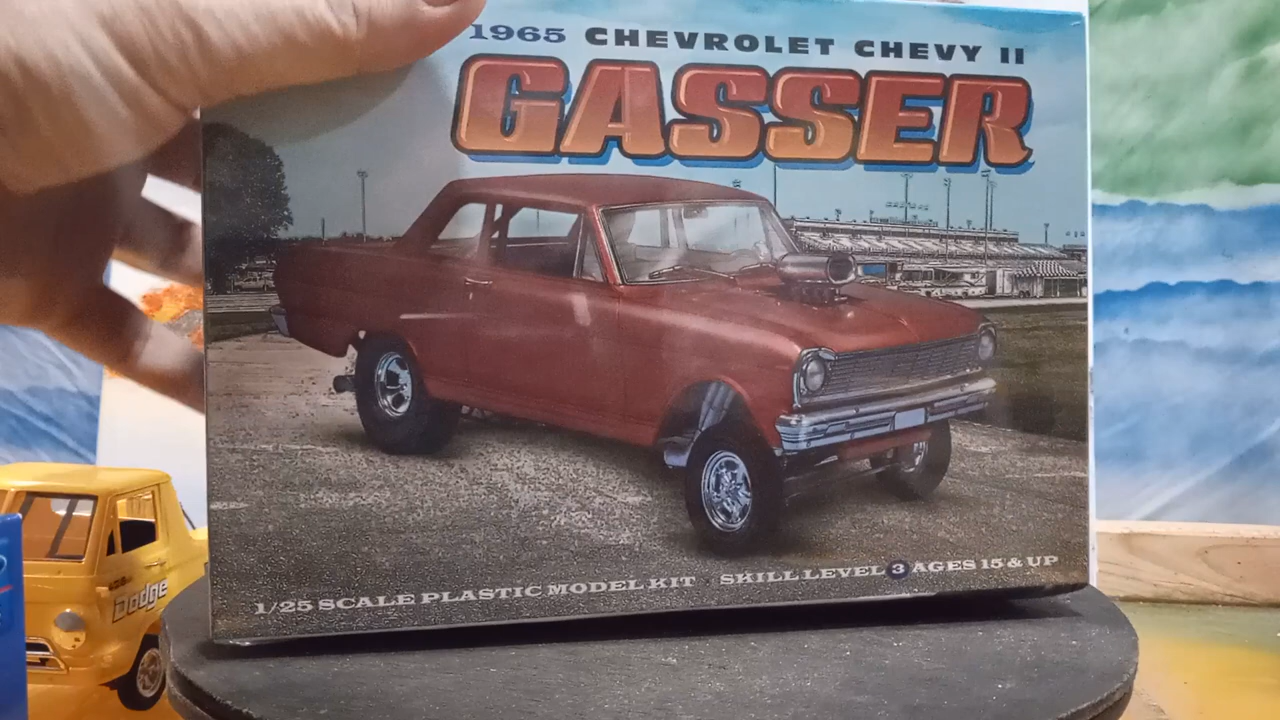 1965 CHEVROLET CHEVY II
GASSER
1/25 SCALE PLASTIC MODEL KIT · SKILL LEVEL 3 AGES 15 & UP
Dodge